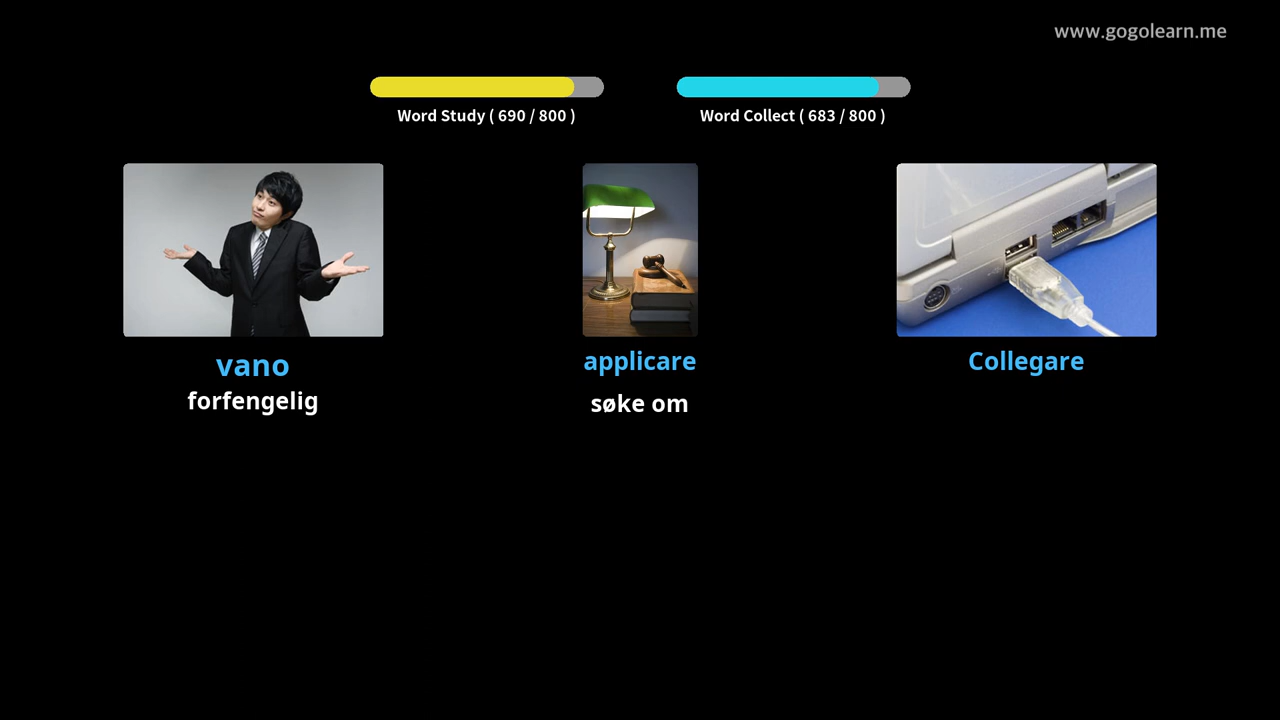 www.gogolearn.me
Word Study ( 690 / 800 )
Word Collect ( 683 / 800 )
vano
forfengelig
applicare
søke om
Collegare